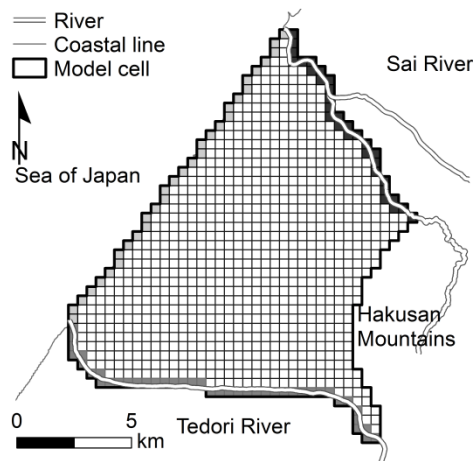 River
Coastal line
Model cell
Sai River
N
Sea of Japan
Hakusan
Mountains
0 5
km
Tedori River